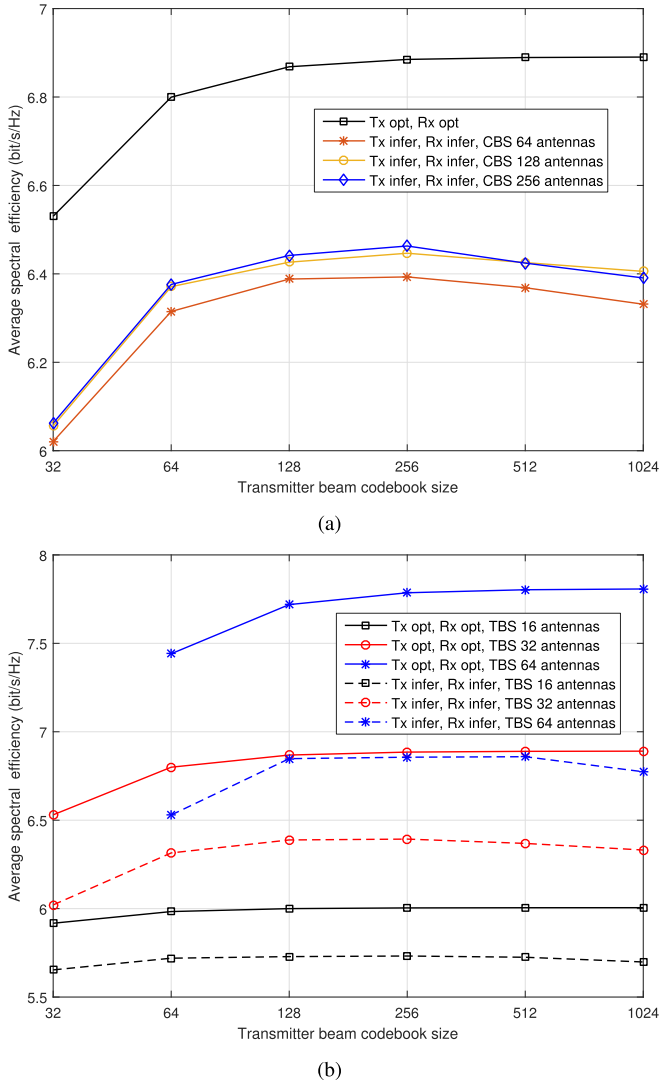 7
6.8
6.6
6.4
6.2
6
Average spectral efficiency (bit/s/Hz)
Tx opt, Rx opt
Tx infer, Rx infer, CBS 64 antennas
Tx infer, Rx infer, CBS 128 antennas
Tx infer, Rx infer, CBS 256 antennas
32 64 128 256 512 1024
Transmitter beam codebook size
(a)
8
7.5
7
6.5
6
5.5
Average spectral efficiency (bit/s/Hz)
Tx opt, Rx opt, TBS 16 antennas
Tx opt, Rx opt, TBS 32 antennas
Tx opt, Rx opt, TBS 64 antennas
Tx infer, Rx infer, TBS 16 antennas
Tx infer, Rx infer, TBS 32 antennas
Tx infer, Rx infer, TBS 64 antennas
32 64 128 256 512 1024
Transmitter beam codebook size
(b)